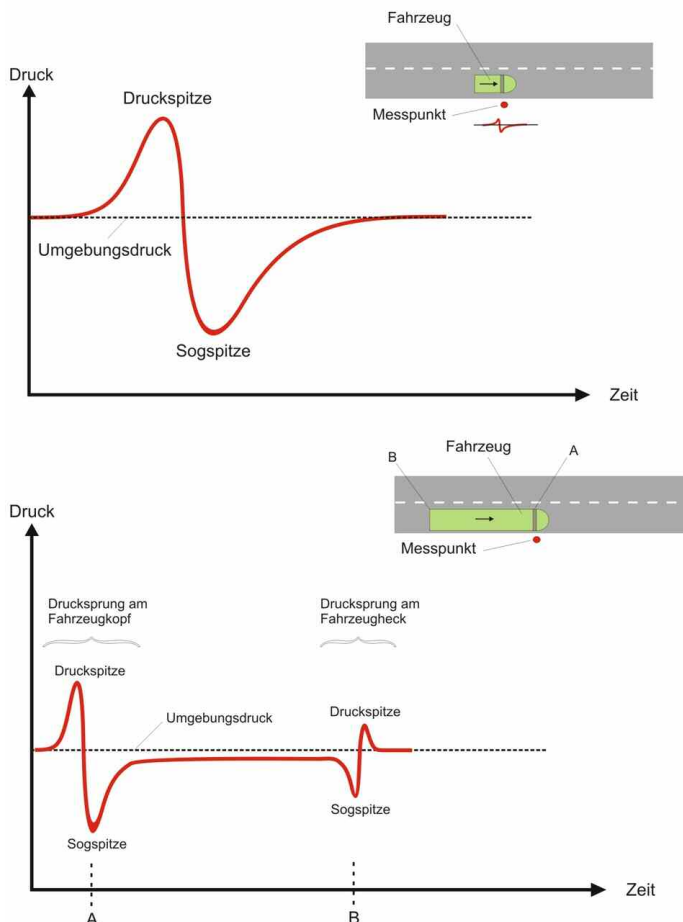 Fahrzeug
Druck
Druckspitze
Messpunkt
Umgebungsdruck
Sogspitze
Zeit
B
Fahrzeug
A
Druck
Messpunkt
Drucksprung am
Fahrzeugkopf
Drucksprung am
Fahrzeugheck
Druckspitze
Umgebungsdruck
Druckspitze
Sogspitze
Sogspitze
Zeit
A
B